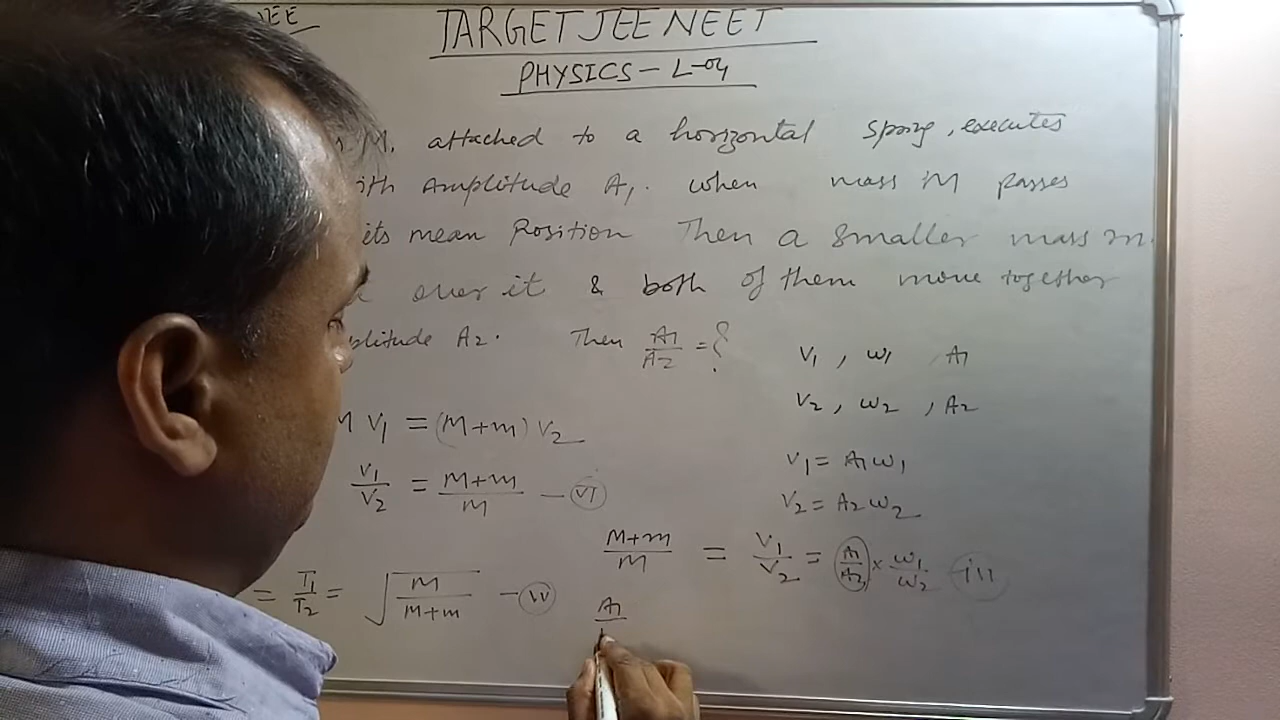 JEE
TARGET JEE NEET
PHYSICS - L-04
M, attached to a horizontal spring, executes
ith Amplitude A1. when mass M passes
its mean Position Then a smaller mass m.
over it & both of them move together
plitude A2. Then A1/A2 = ?
V1, ω1 A1
V2, ω2, A2
M V1 = (M+m) V2
V1 = A1ω1
V1/V2 = (M+m)/M — VI
V2 = A2ω2
(M+m)/M = V1/V2 = A1/A2 × ω1/ω2 — iii
= T1/T2 = √(M/(M+m)) —
A1